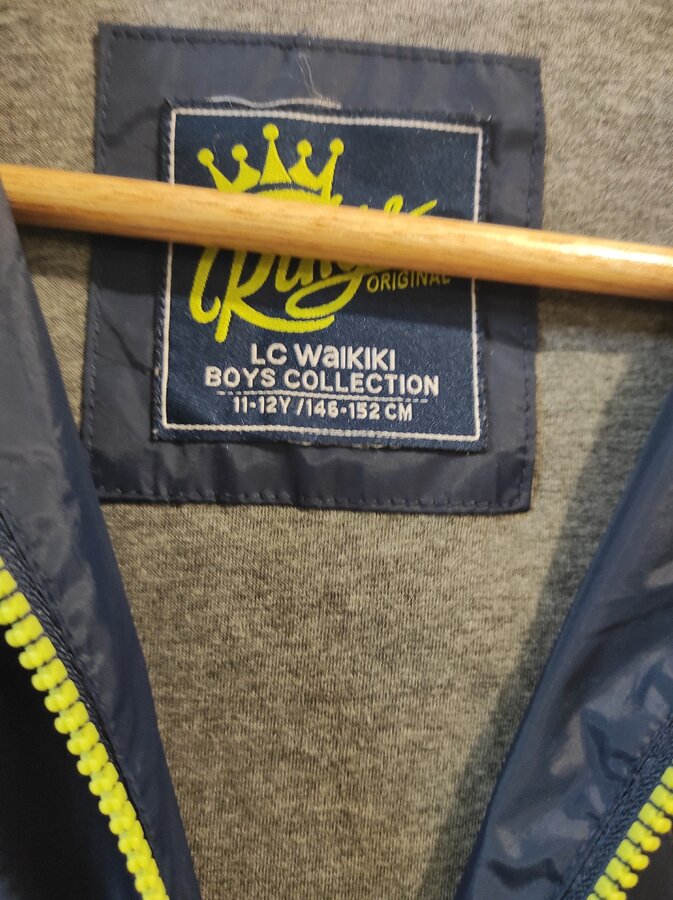 ORIGINAL
LC WAIKIKI
BOYS COLLECTION
11-12Y /146-152 CM